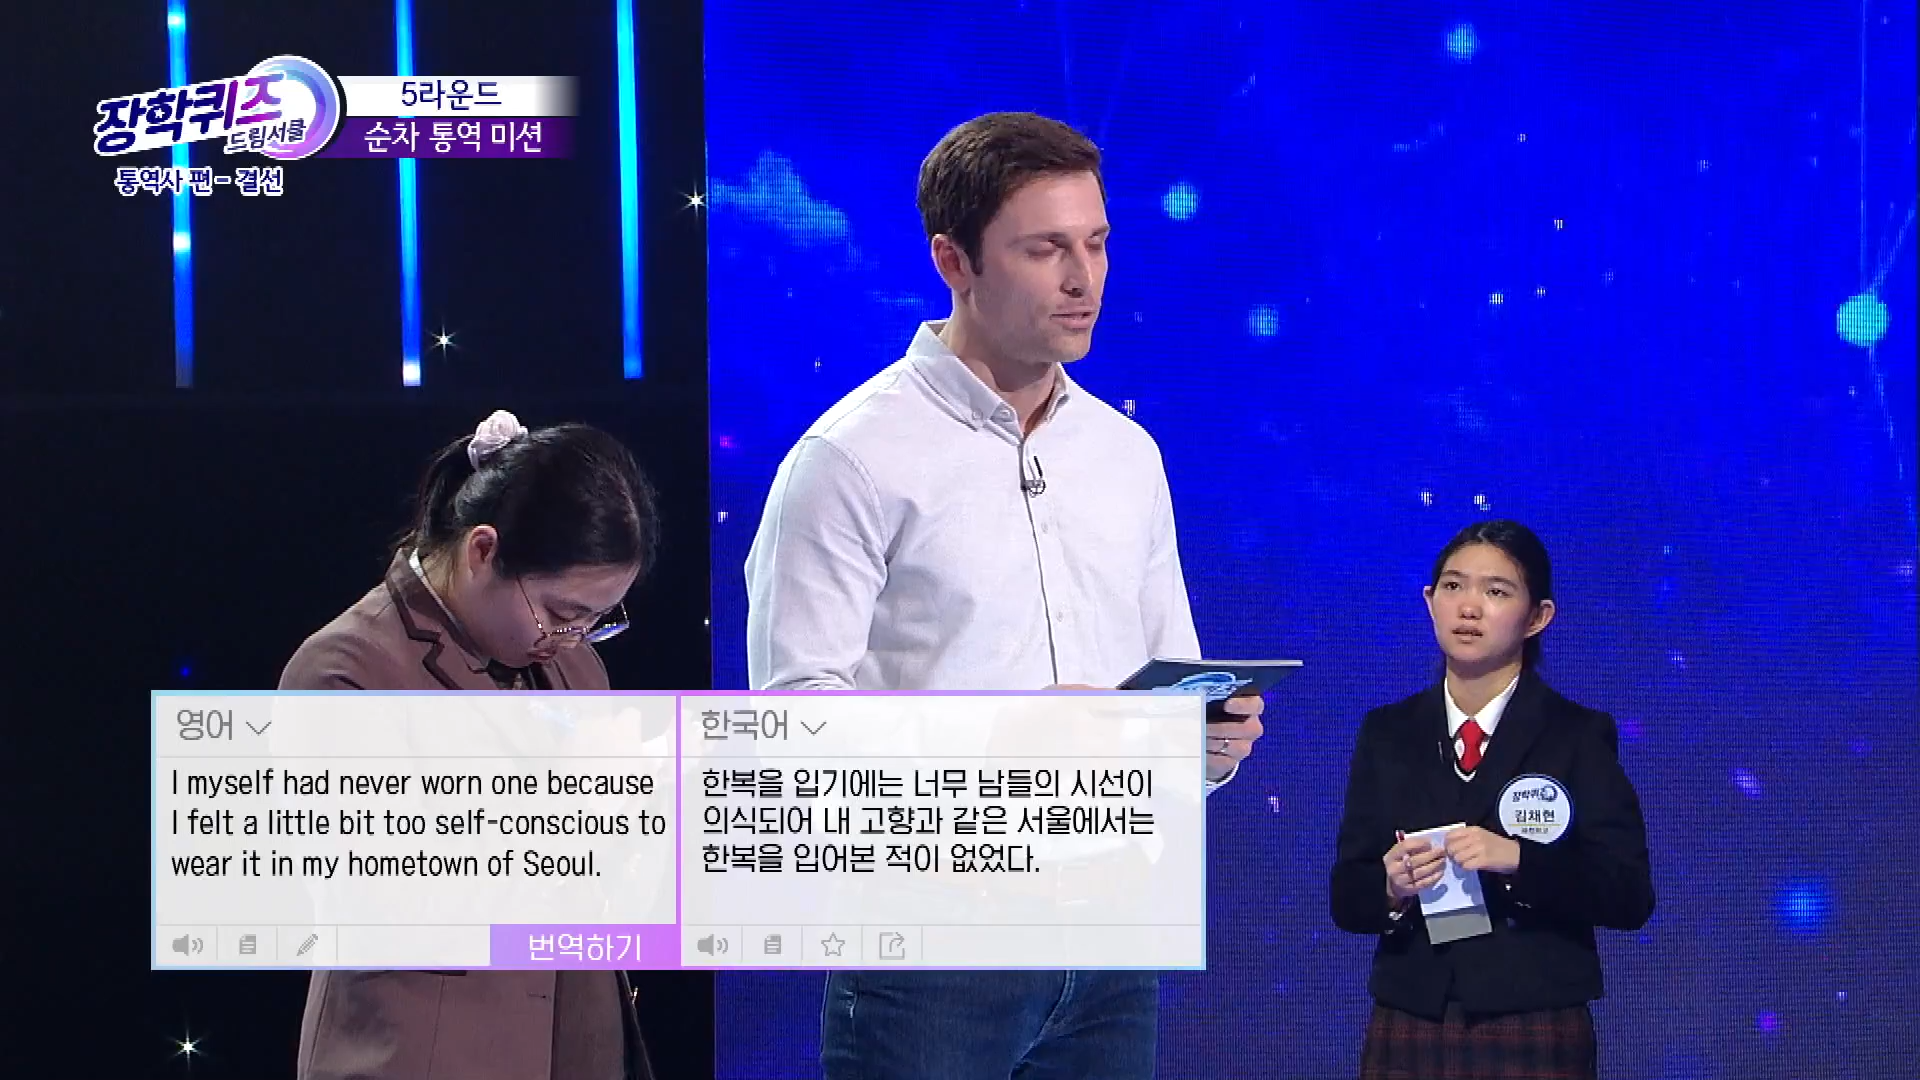 장학퀴즈
드림서클
5라운드
순차 통역 미션
통역사 편 - 결선
영어
I myself had never worn one because
I felt a little bit too self-conscious to
wear it in my hometown of Seoul.
번역하기
한국어
한복을 입기에는 너무 남들의 시선이
의식되어 내 고향과 같은 서울에서는
한복을 입어본 적이 없었다.
장학퀴즈
김채현